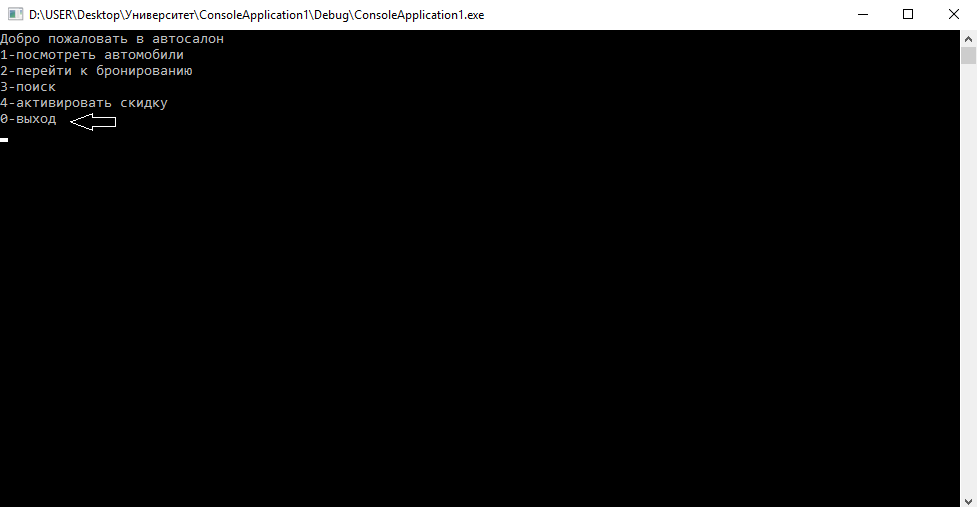 D:\USER\Desktop\Университет\ConsoleApplication1\Debug\ConsoleApplication1.exe
Добро пожаловать в автосалон
1-посмотреть автомобили
2-перейти к бронированию
3-поиск
4-активировать скидку
0-выход